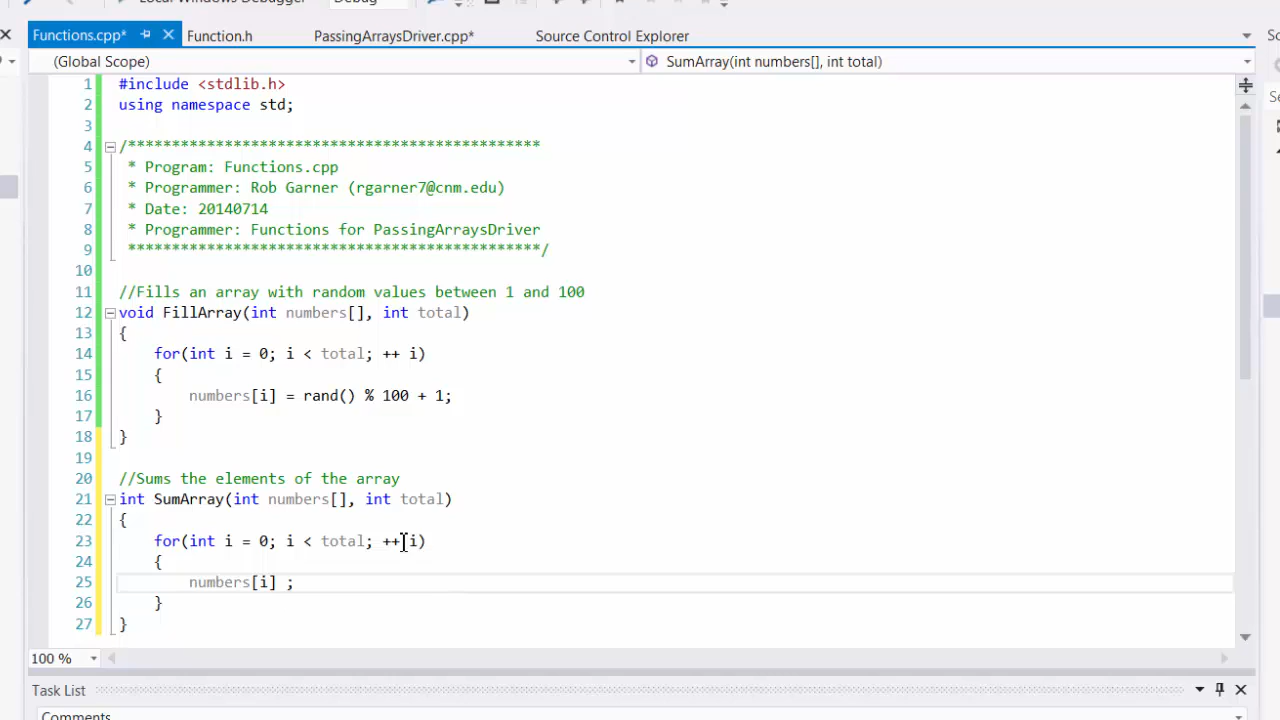 Local Windows Debugger Debug
Functions.cpp* Function.h PassingArraysDriver.cpp* Source Control Explorer
(Global Scope) SumArray(int numbers[], int total)
1 #include <stdlib.h>
2 using namespace std;
3
4 /***********************************************
5 * Program: Functions.cpp
6 * Programmer: Rob Garner (rgarner7@cnm.edu)
7 * Date: 20140714
8 * Programmer: Functions for PassingArraysDriver
9 ***********************************************/
10
11 //Fills an array with random values between 1 and 100
12 void FillArray(int numbers[], int total)
13 {
14 for(int i = 0; i < total; ++ i)
15 {
16 numbers[i] = rand() % 100 + 1;
17 }
18 }
19
20 //Sums the elements of the array
21 int SumArray(int numbers[], int total)
22 {
23 for(int i = 0; i < total; ++ i)
24 {
25 numbers[i] ;
26 }
27 }
100 %
Task List
Comments